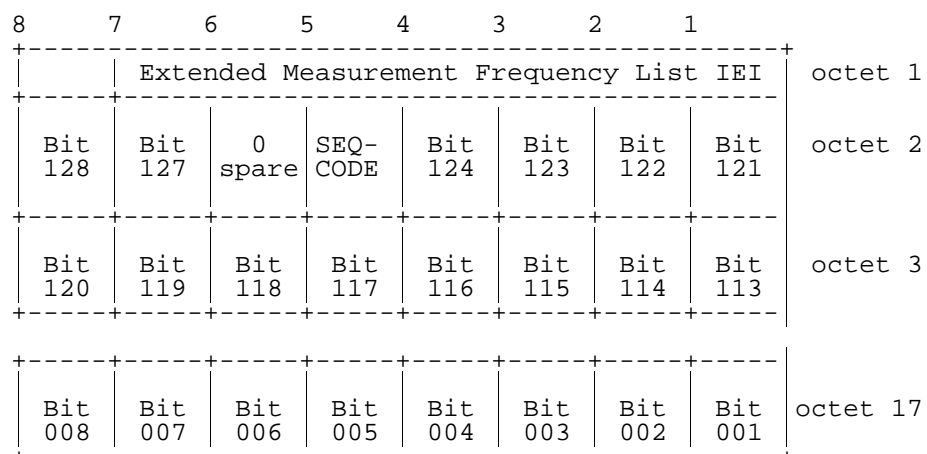 8 7 6 5 4 3 2 1
Extended Measurement Frequency List IEI octet 1
Bit Bit 0 SEQ- Bit Bit Bit Bit octet 2
128 127 spare CODE 124 123 122 121
Bit Bit Bit Bit Bit Bit Bit Bit octet 3
120 119 118 117 116 115 114 113
Bit Bit Bit Bit Bit Bit Bit Bit octet 17
008 007 006 005 004 003 002 001